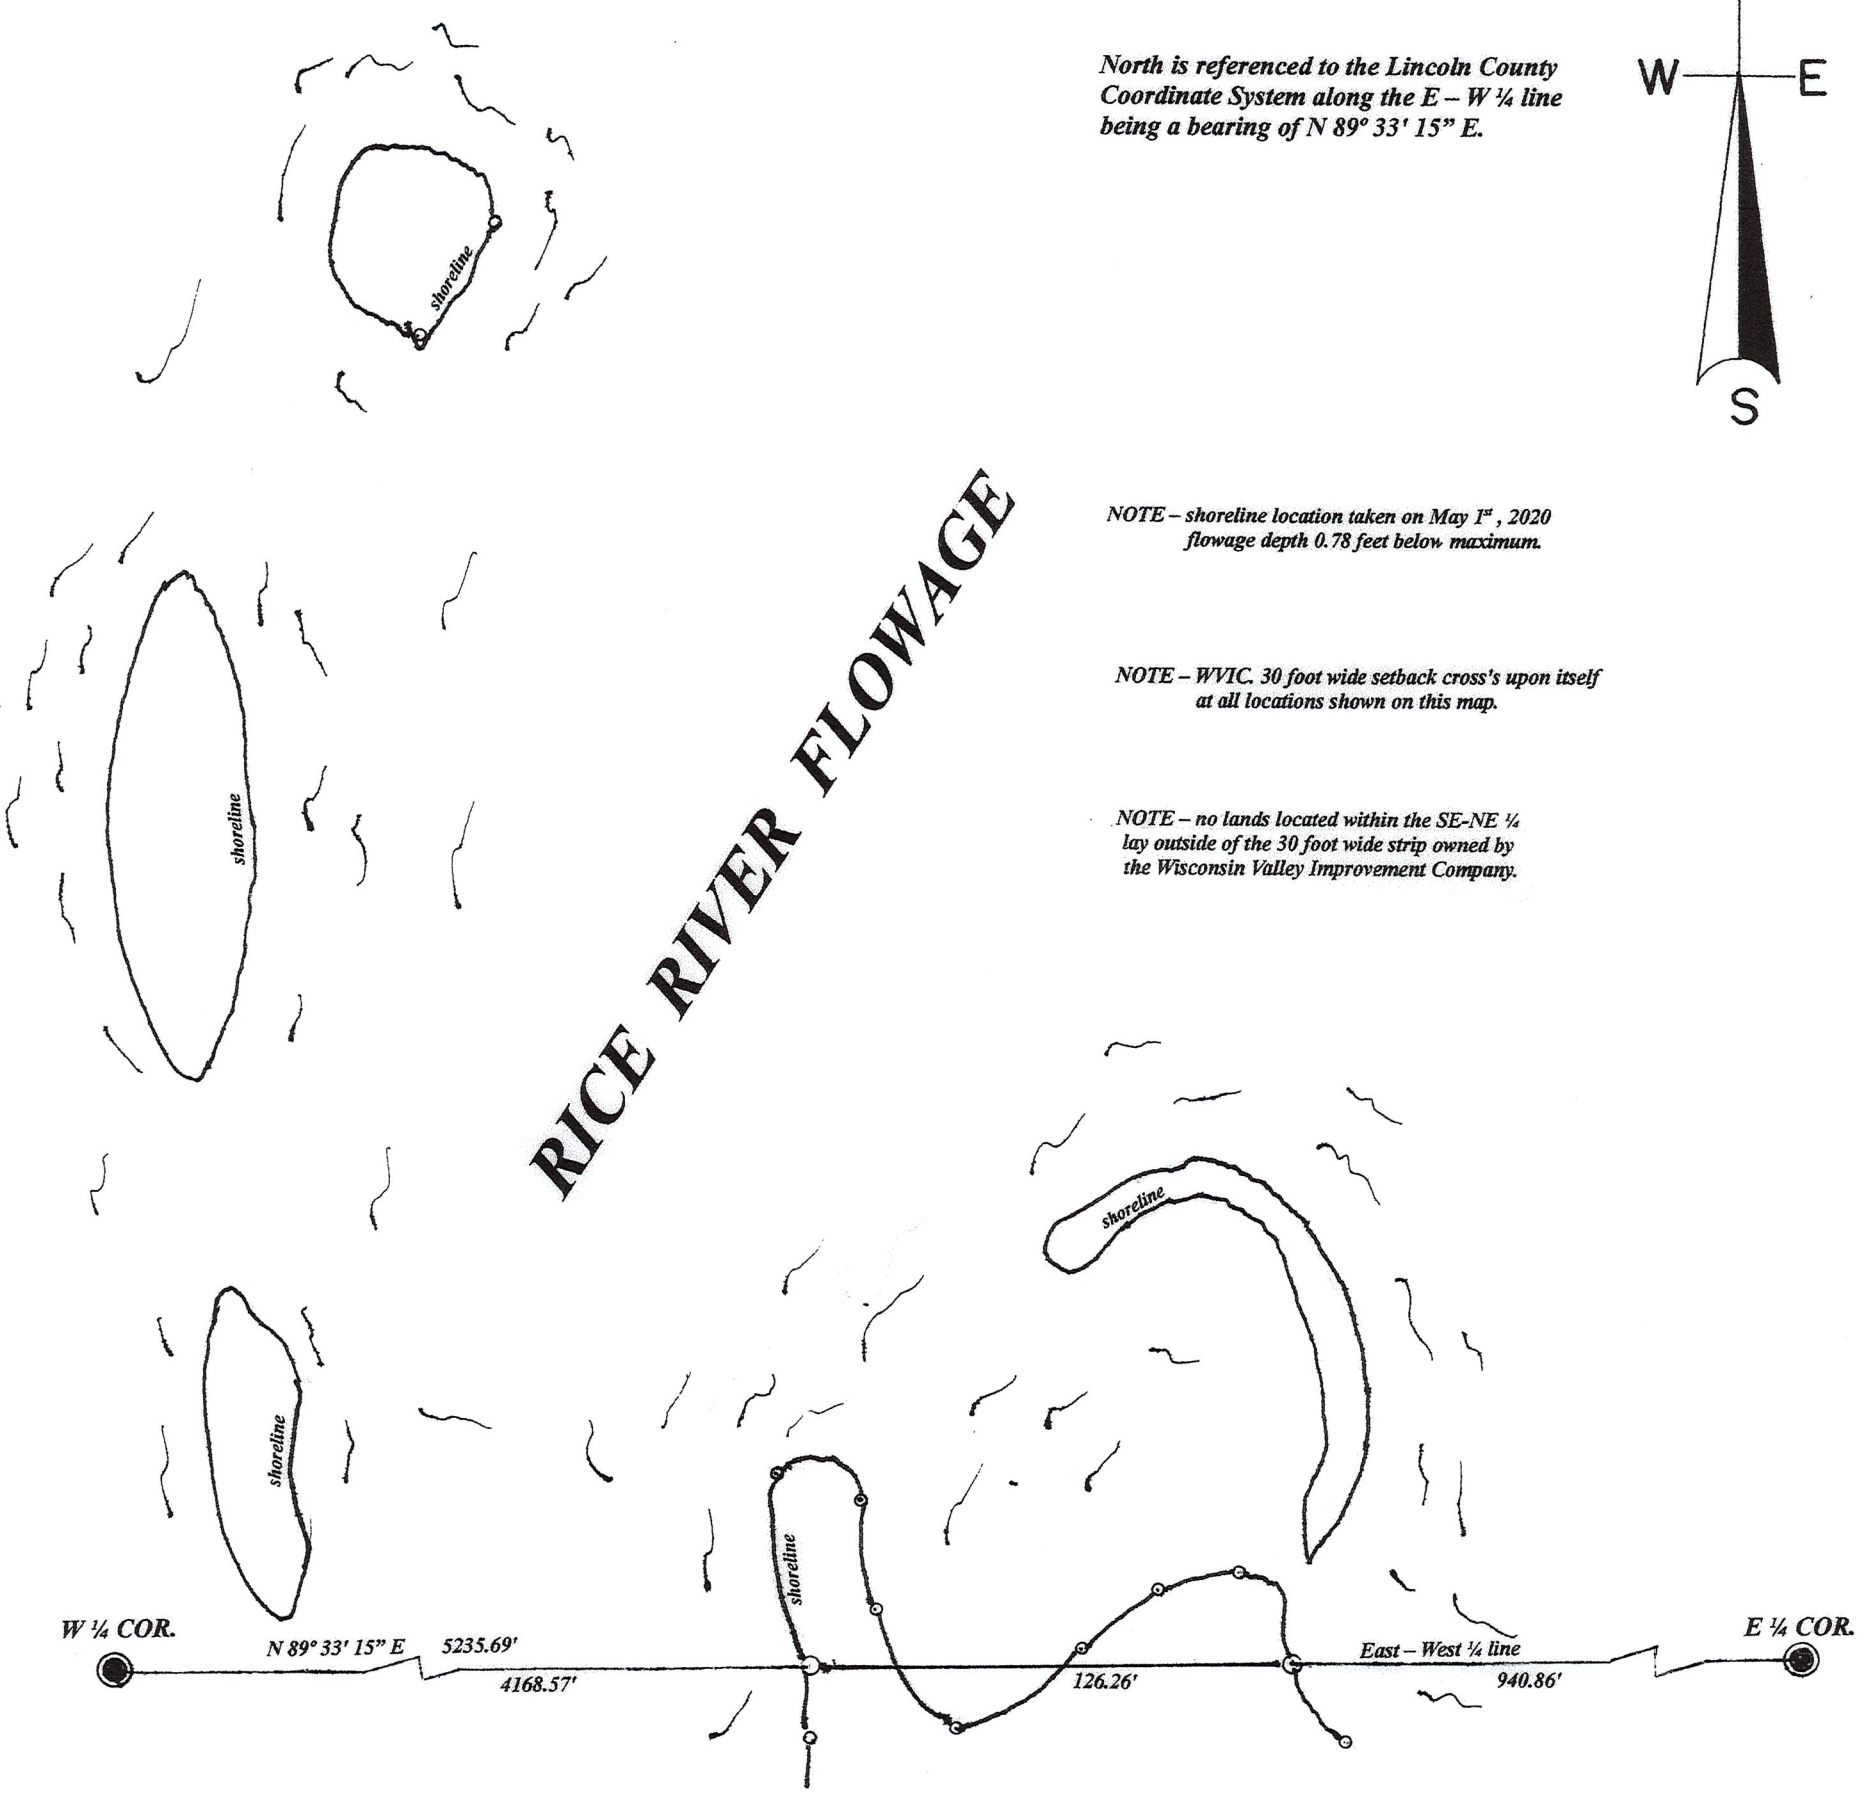 North is referenced to the Lincoln County
Coordinate System along the E – W ¼ line
being a bearing of N 89° 33' 15” E.
W E
S
shoreline
NOTE – shoreline location taken on May 1st , 2020
flowage depth 0.78 feet below maximum.
RICE RIVER FLOWAGE
NOTE – WVIC. 30 foot wide setback cross's upon itself
at all locations shown on this map.
shoreline
NOTE – no lands located within the SE-NE ¼
lay outside of the 30 foot wide strip owned by
the Wisconsin Valley Improvement Company.
shoreline
shoreline
shoreline
W ¼ COR.
E ¼ COR.
N 89° 33' 15” E 5235.69'
East – West ¼ line
4168.57'
126.26'
940.86'